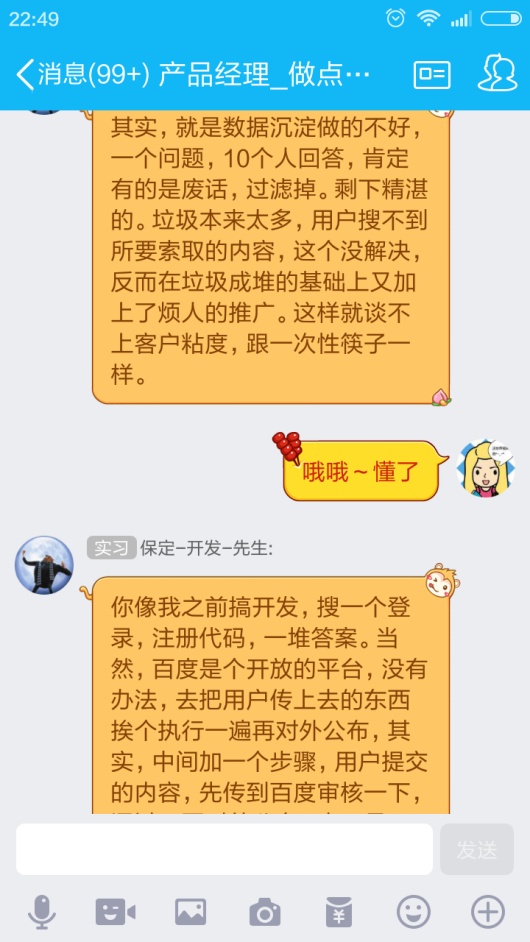 22:49
消息(99+) 产品经理_做点…
其实，就是数据沉淀做的不好，
一个问题，10个人回答，肯定
有的是废话，过滤掉。剩下精湛
的。垃圾本来太多，用户搜不到
所要索取的内容，这个没解决，
反而在垃圾成堆的基础上又加
上了烦人的推广。这样就谈不
上客户粘度，跟一次性筷子一
样。
哦哦～懂了
实习 保定-开发-先生:
你像我之前搞开发，搜一个登
录，注册代码，一堆答案。当
然，百度是个开放的平台，没有
办法，去把用户传上去的东西
挨个执行一遍再对外公布，其
实，中间加一个步骤，用户提交
的内容，先传到百度审核一下，
发送